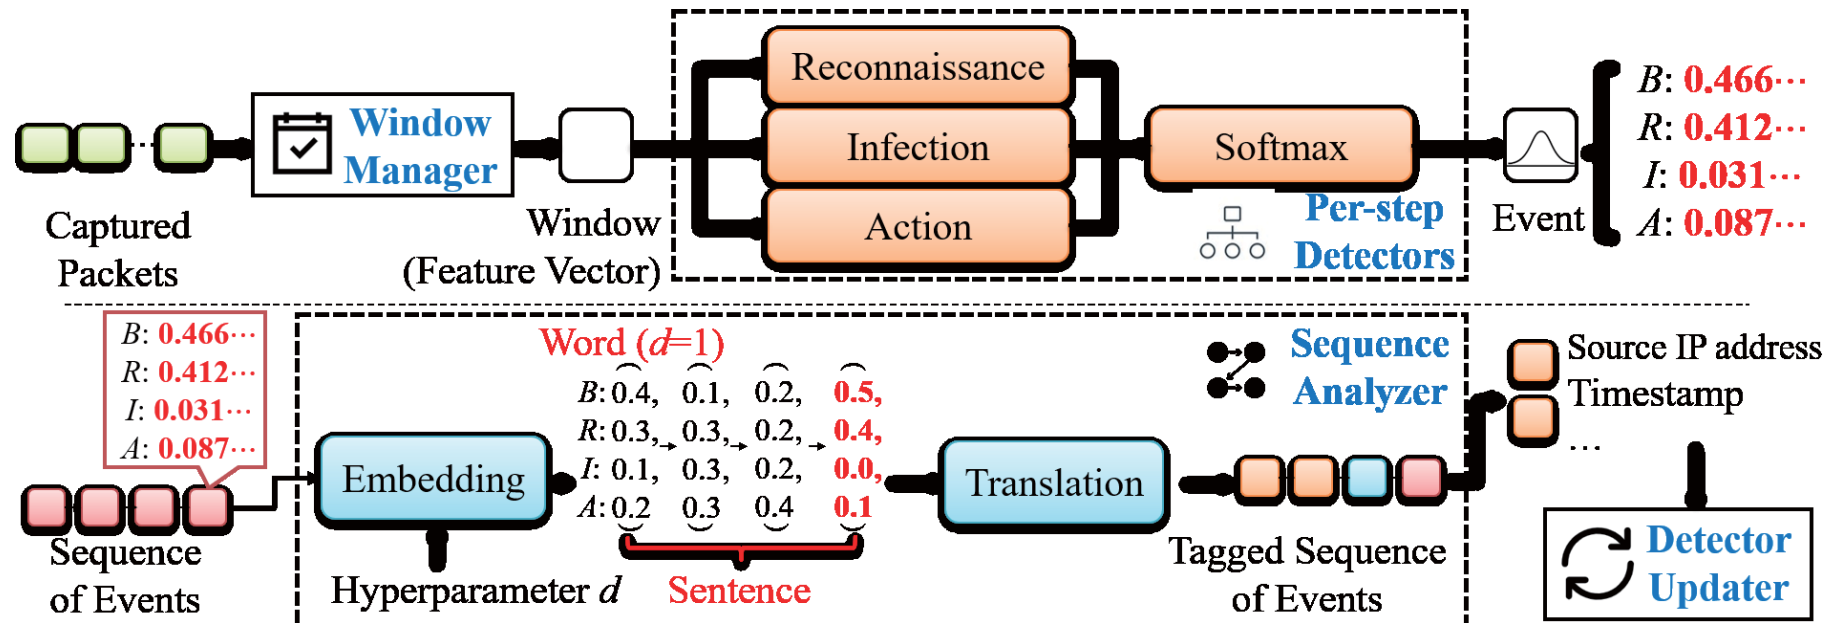 Captured
Packets
...
Window
Manager
Window
(Feature Vector)
Reconnaissance
Infection
Action
Softmax
Per-step
Detectors
Event
B: 0.466···
R: 0.412···
I: 0.031···
A: 0.087···
B: 0.466···
R: 0.412···
I: 0.031···
A: 0.087···
Sequence
of Events
Embedding
Hyperparameter d
Word (d=1)
B: 0.4, 0.1, 0.2, 0.5,
R: 0.3, 0.3, 0.2, 0.4,
I: 0.1, 0.3, 0.2, 0.0,
A: 0.2 0.3 0.4 0.1
Sentence
Translation
Sequence
Analyzer
Tagged Sequence
of Events
Source IP address
Timestamp
...
Detector
Updater